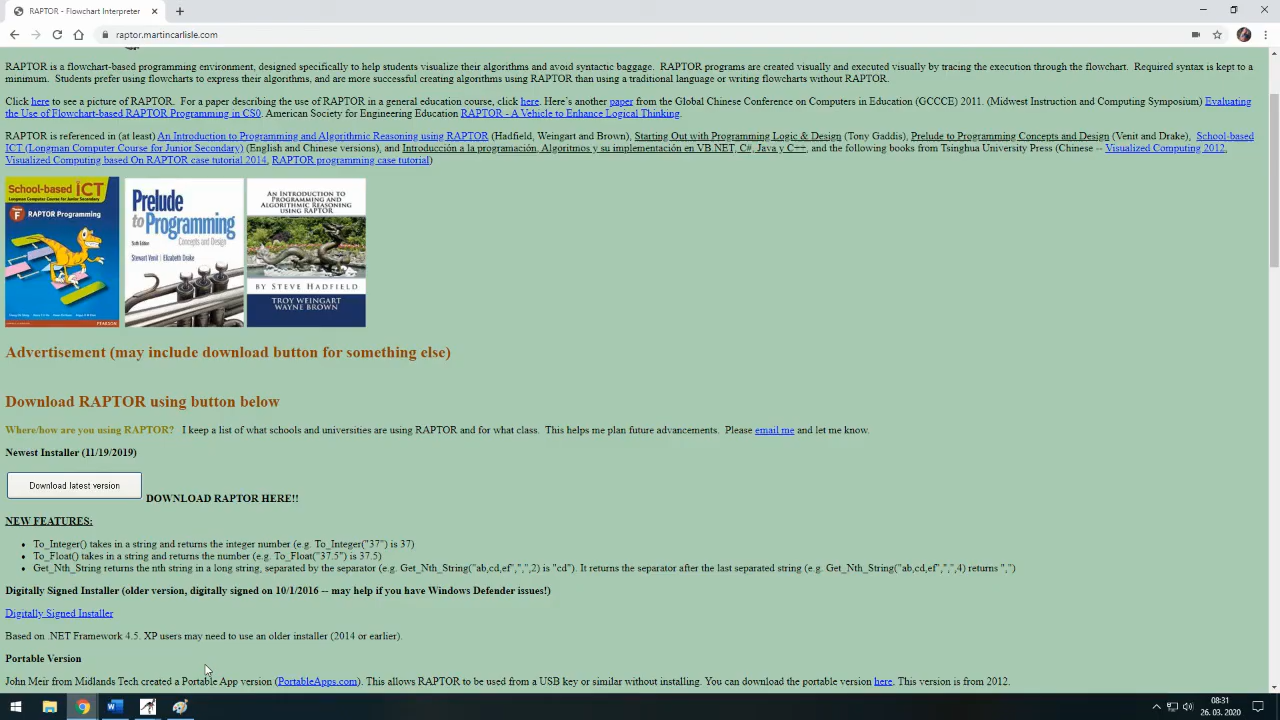 RAPTOR - Flowchart Interpreter
raptor.martincarlisle.com
RAPTOR is a flowchart-based programming environment, designed specifically to help students visualize their algorithms and avoid syntactic baggage.  RAPTOR programs are created visually and executed visually by tracing the execution through the flowchart.  Required syntax is kept to a
minimum.  Students prefer using flowcharts to express their algorithms, and are more successful creating algorithms using RAPTOR than using a traditional language or writing flowcharts without RAPTOR.
Click here to see a picture of RAPTOR.  For a paper describing the use of RAPTOR in a general education course, click here. Here's another paper from the Global Chinese Conference on Computers in Education (GCCCE) 2011. (Midwest Instruction and Computing Symposium) Evaluating
the Use of Flowchart-based RAPTOR Programming in CS0. American Society for Engineering Education RAPTOR - A Vehicle to Enhance Logical Thinking.
RAPTOR is referenced in (at least) An Introduction to Programming and Algorithmic Reasoning using RAPTOR (Hadfield, Weingart and Brown), Starting Out with Programming Logic & Design (Tony Gaddis), Prelude to Programming Concepts and Design (Venit and Drake),  School-based
ICT (Longman Computer Course for Junior Secondary) (English and Chinese versions), and Introducción a la programación. Algoritmos y su implementación en VB.NET, C#, Java y C++, and the following books from Tsinghua University Press (Chinese -- Visualized Computing 2012,
Visualized Computing based On RAPTOR case tutorial 2014, RAPTOR programming case tutorial)
School-based ICT
F RAPTOR Programming
PEARSON
Prelude
to Programming
Concepts and Design
Sixth Edition
Stewart Venit | Elizabeth Drake
AN INTRODUCTION TO
PROGRAMMING AND
ALGORITHMIC REASONING
USING RAPTOR
BY STEVE HADFIELD
TROY WEINGART
WAYNE BROWN
Advertisement (may include download button for something else)
Download RAPTOR using button below
Where/how are you using RAPTOR?   I keep a list of what schools and universities are using RAPTOR and for what class.  This helps me plan future advancements.  Please email me and let me know.
Newest Installer (11/19/2019)
Download latest version DOWNLOAD RAPTOR HERE!!
NEW FEATURES:
• To_Integer() takes in a string and returns the integer number (e.g. To_Integer("37") is 37)
• To_Float() takes in a string and returns the number (e.g. To_Float("37.5") is 37.5)
• Get_Nth_String returns the nth string in a long string, separated by the separator (e.g. Get_Nth_String("ab,cd,ef",",",2) is "cd"). It returns the separator after the last separated string (e.g. Get_Nth_String("ab,cd,ef",",",4) returns ",")
Digitally Signed Installer (older version, digitally signed on 10/1/2016 -- may help if you have Windows Defender issues!)
Digitally Signed Installer
Based on .NET Framework 4.5. XP users may need to use an older installer (2014 or earlier).
Portable Version
John Meir from Midlands Tech created a Portable App version (PortableApps.com). This allows RAPTOR to be used from a USB key or similar without installing. You can download the portable version here. This version is from 2012.
08:31
26. 03. 2020